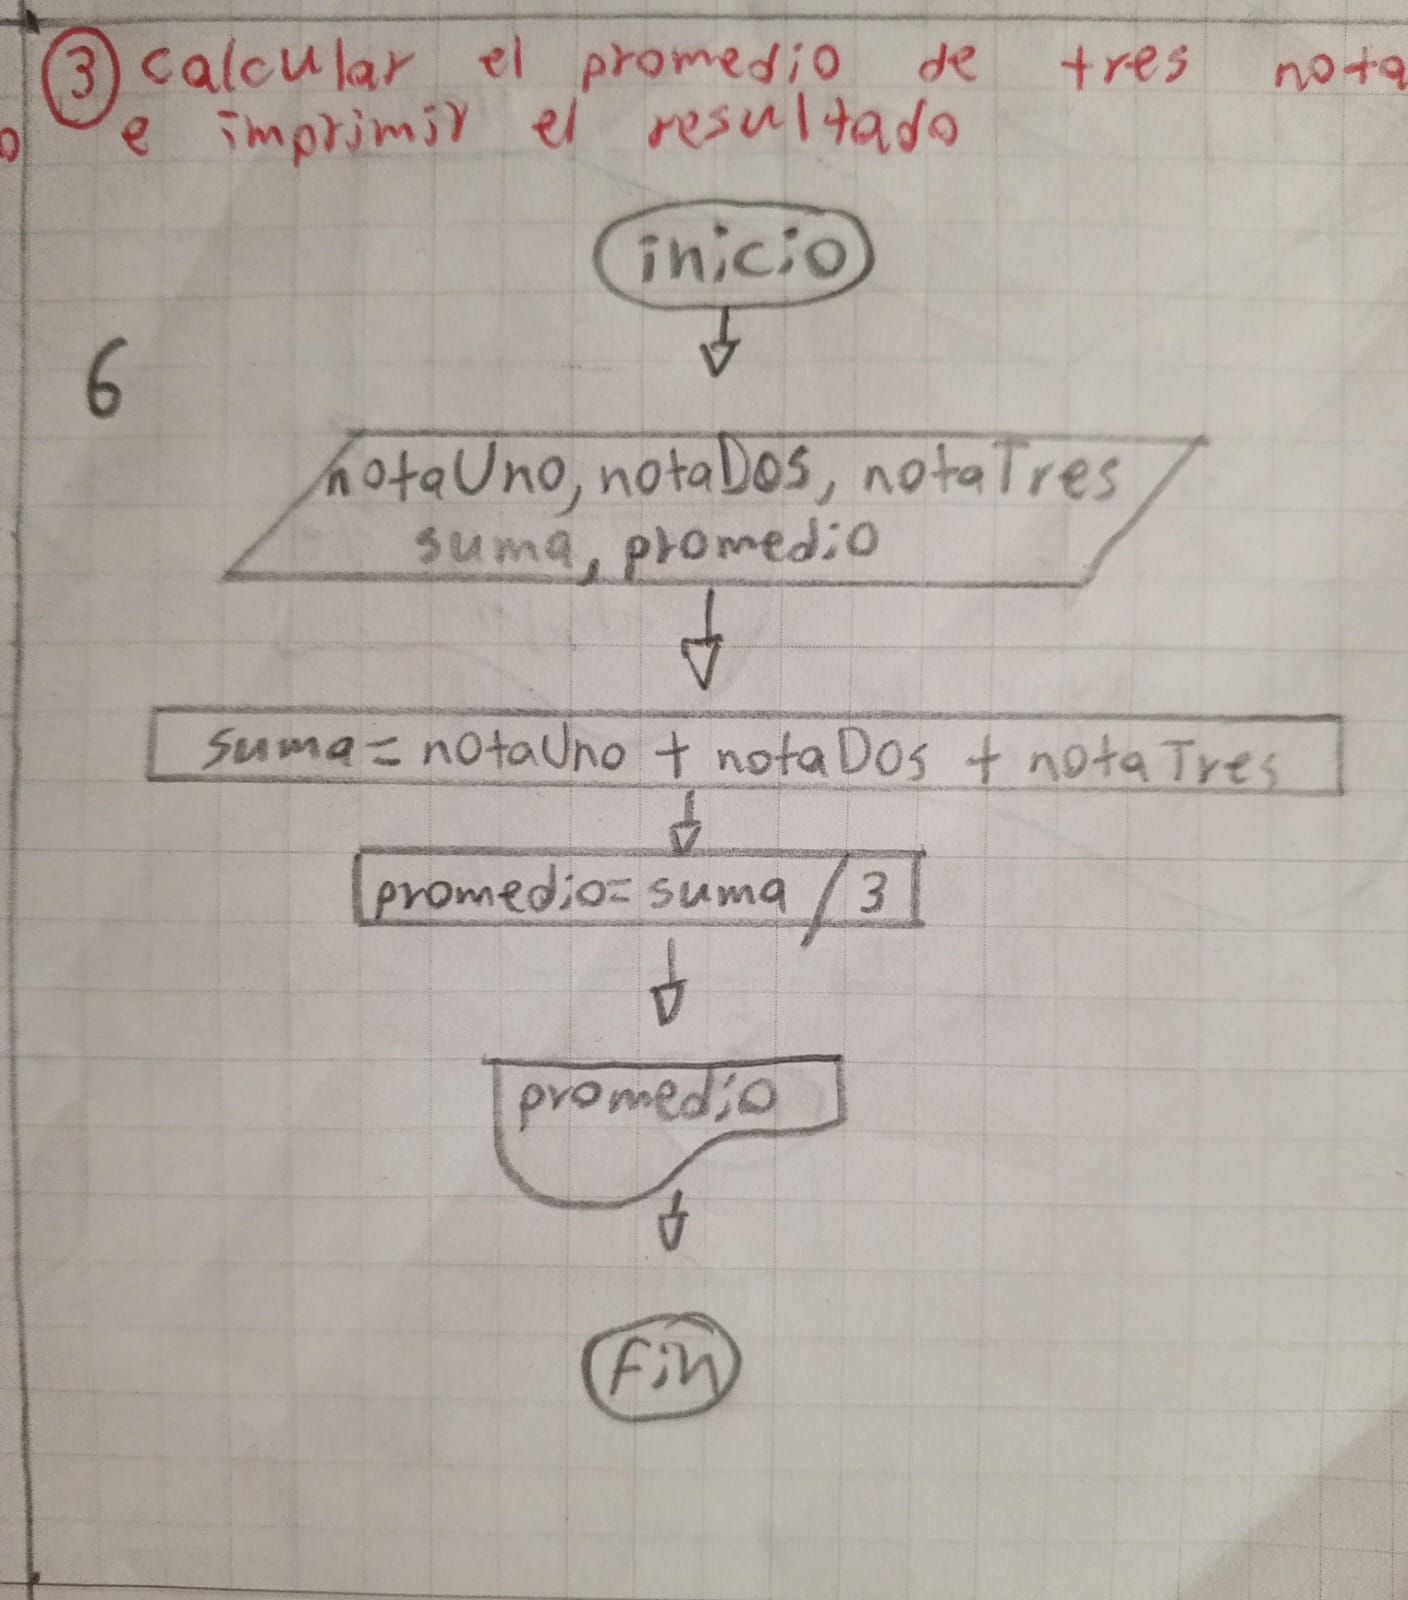 3 calcular el promedio de tres nota
o e imprimir el resultado
inicio
6
notaUno, notaDos, notaTres
suma, promedio
suma = notaUno + notaDos + notaTres
promedio = suma / 3
promedio
Fin